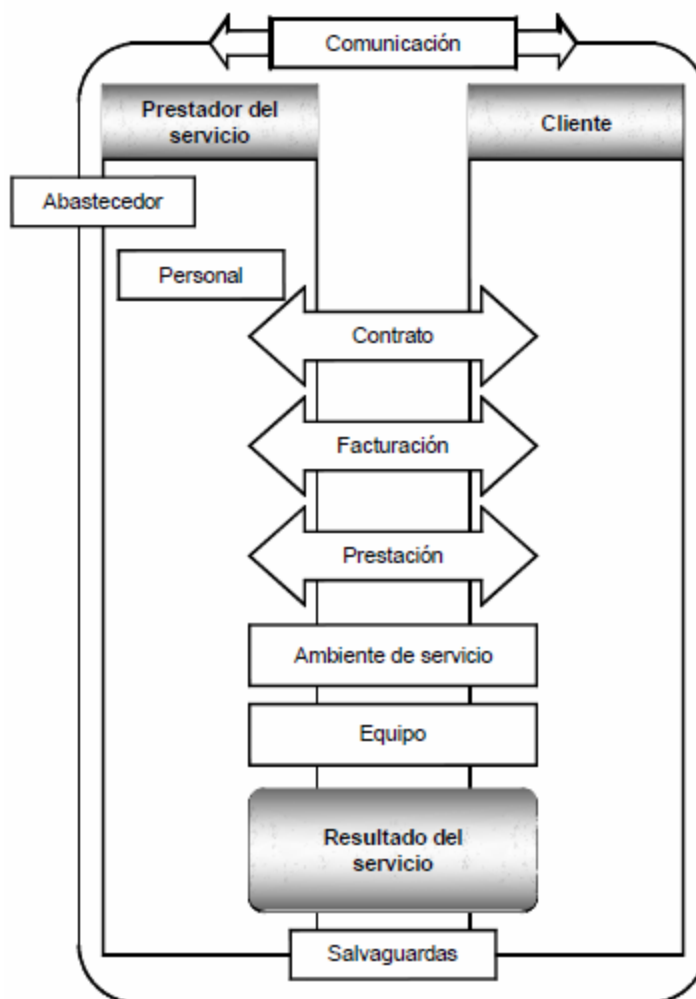 Comunicación
Prestador del
servicio
Cliente
Abastecedor
Personal
Contrato
Facturación
Prestación
Ambiente de servicio
Equipo
Resultado del
servicio
Salvaguardas